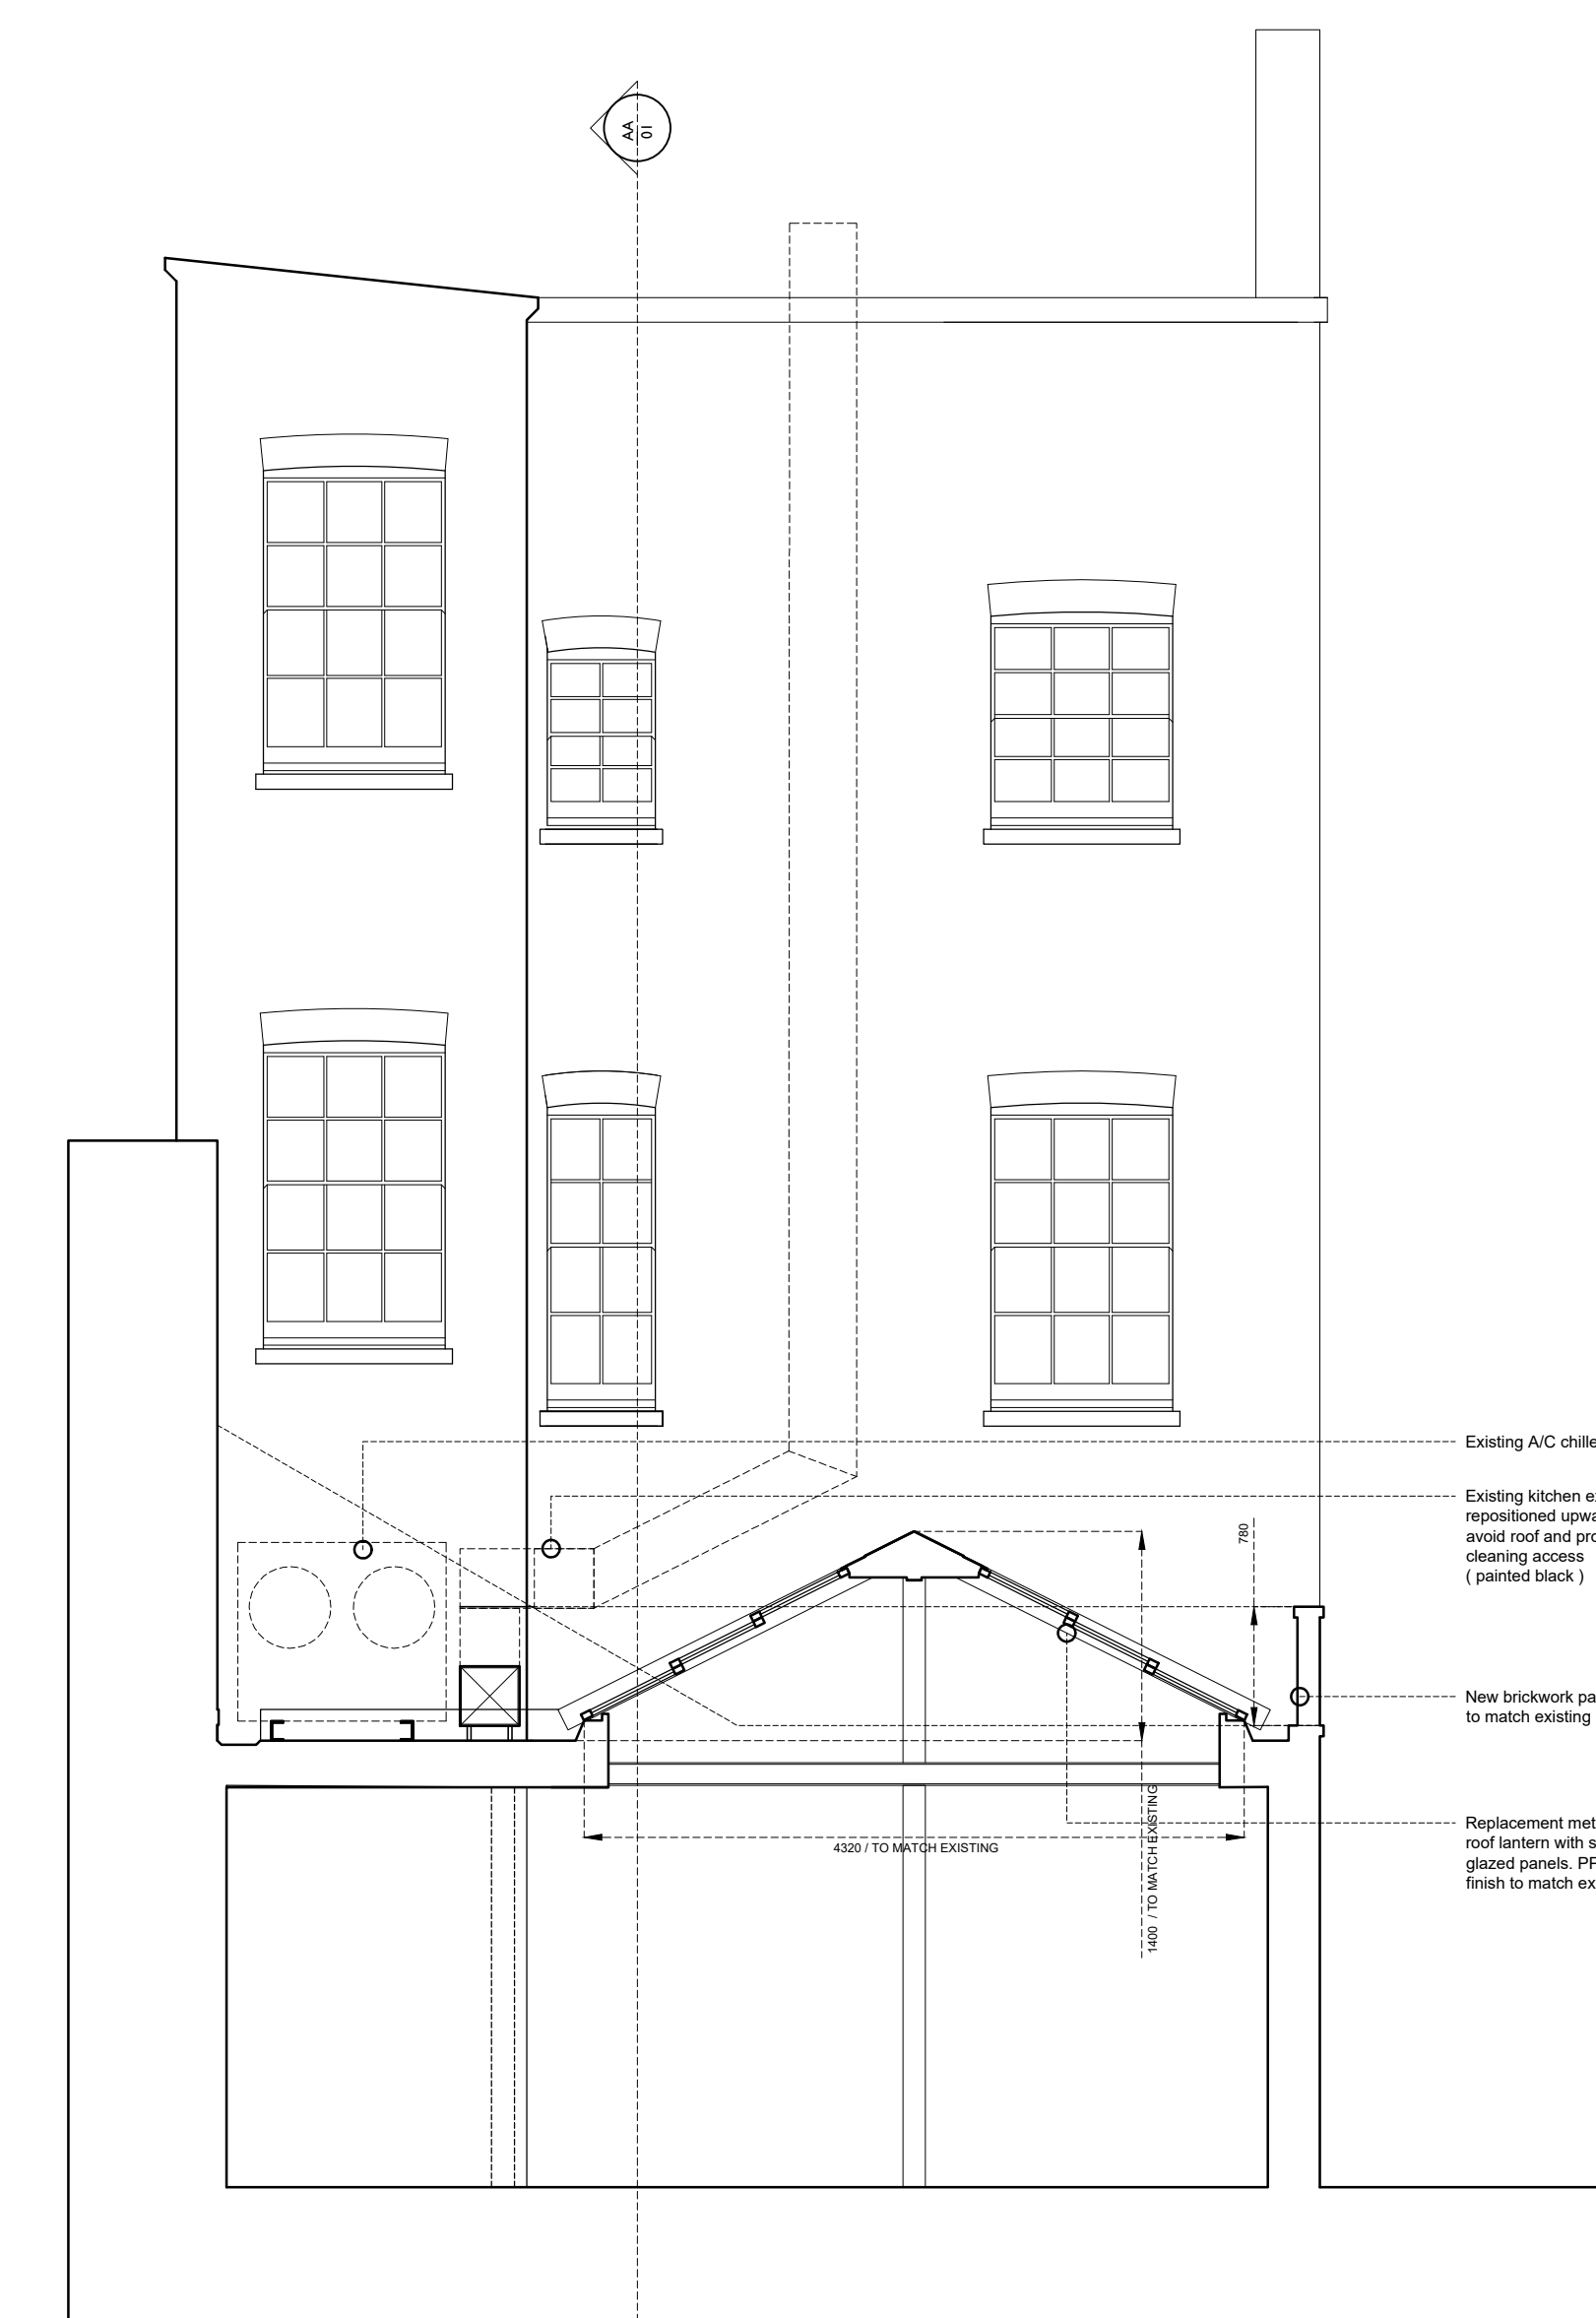 AA
01
Existing A/C chille
Existing kitchen e
repositioned upwa
avoid roof and pro
cleaning access
( painted black )
780
New brickwork pa
to match existing
Replacement met
roof lantern with s
glazed panels. PP
finish to match ex
4320 / TO MATCH EXISTING
1400 / TO MATCH EXISTING